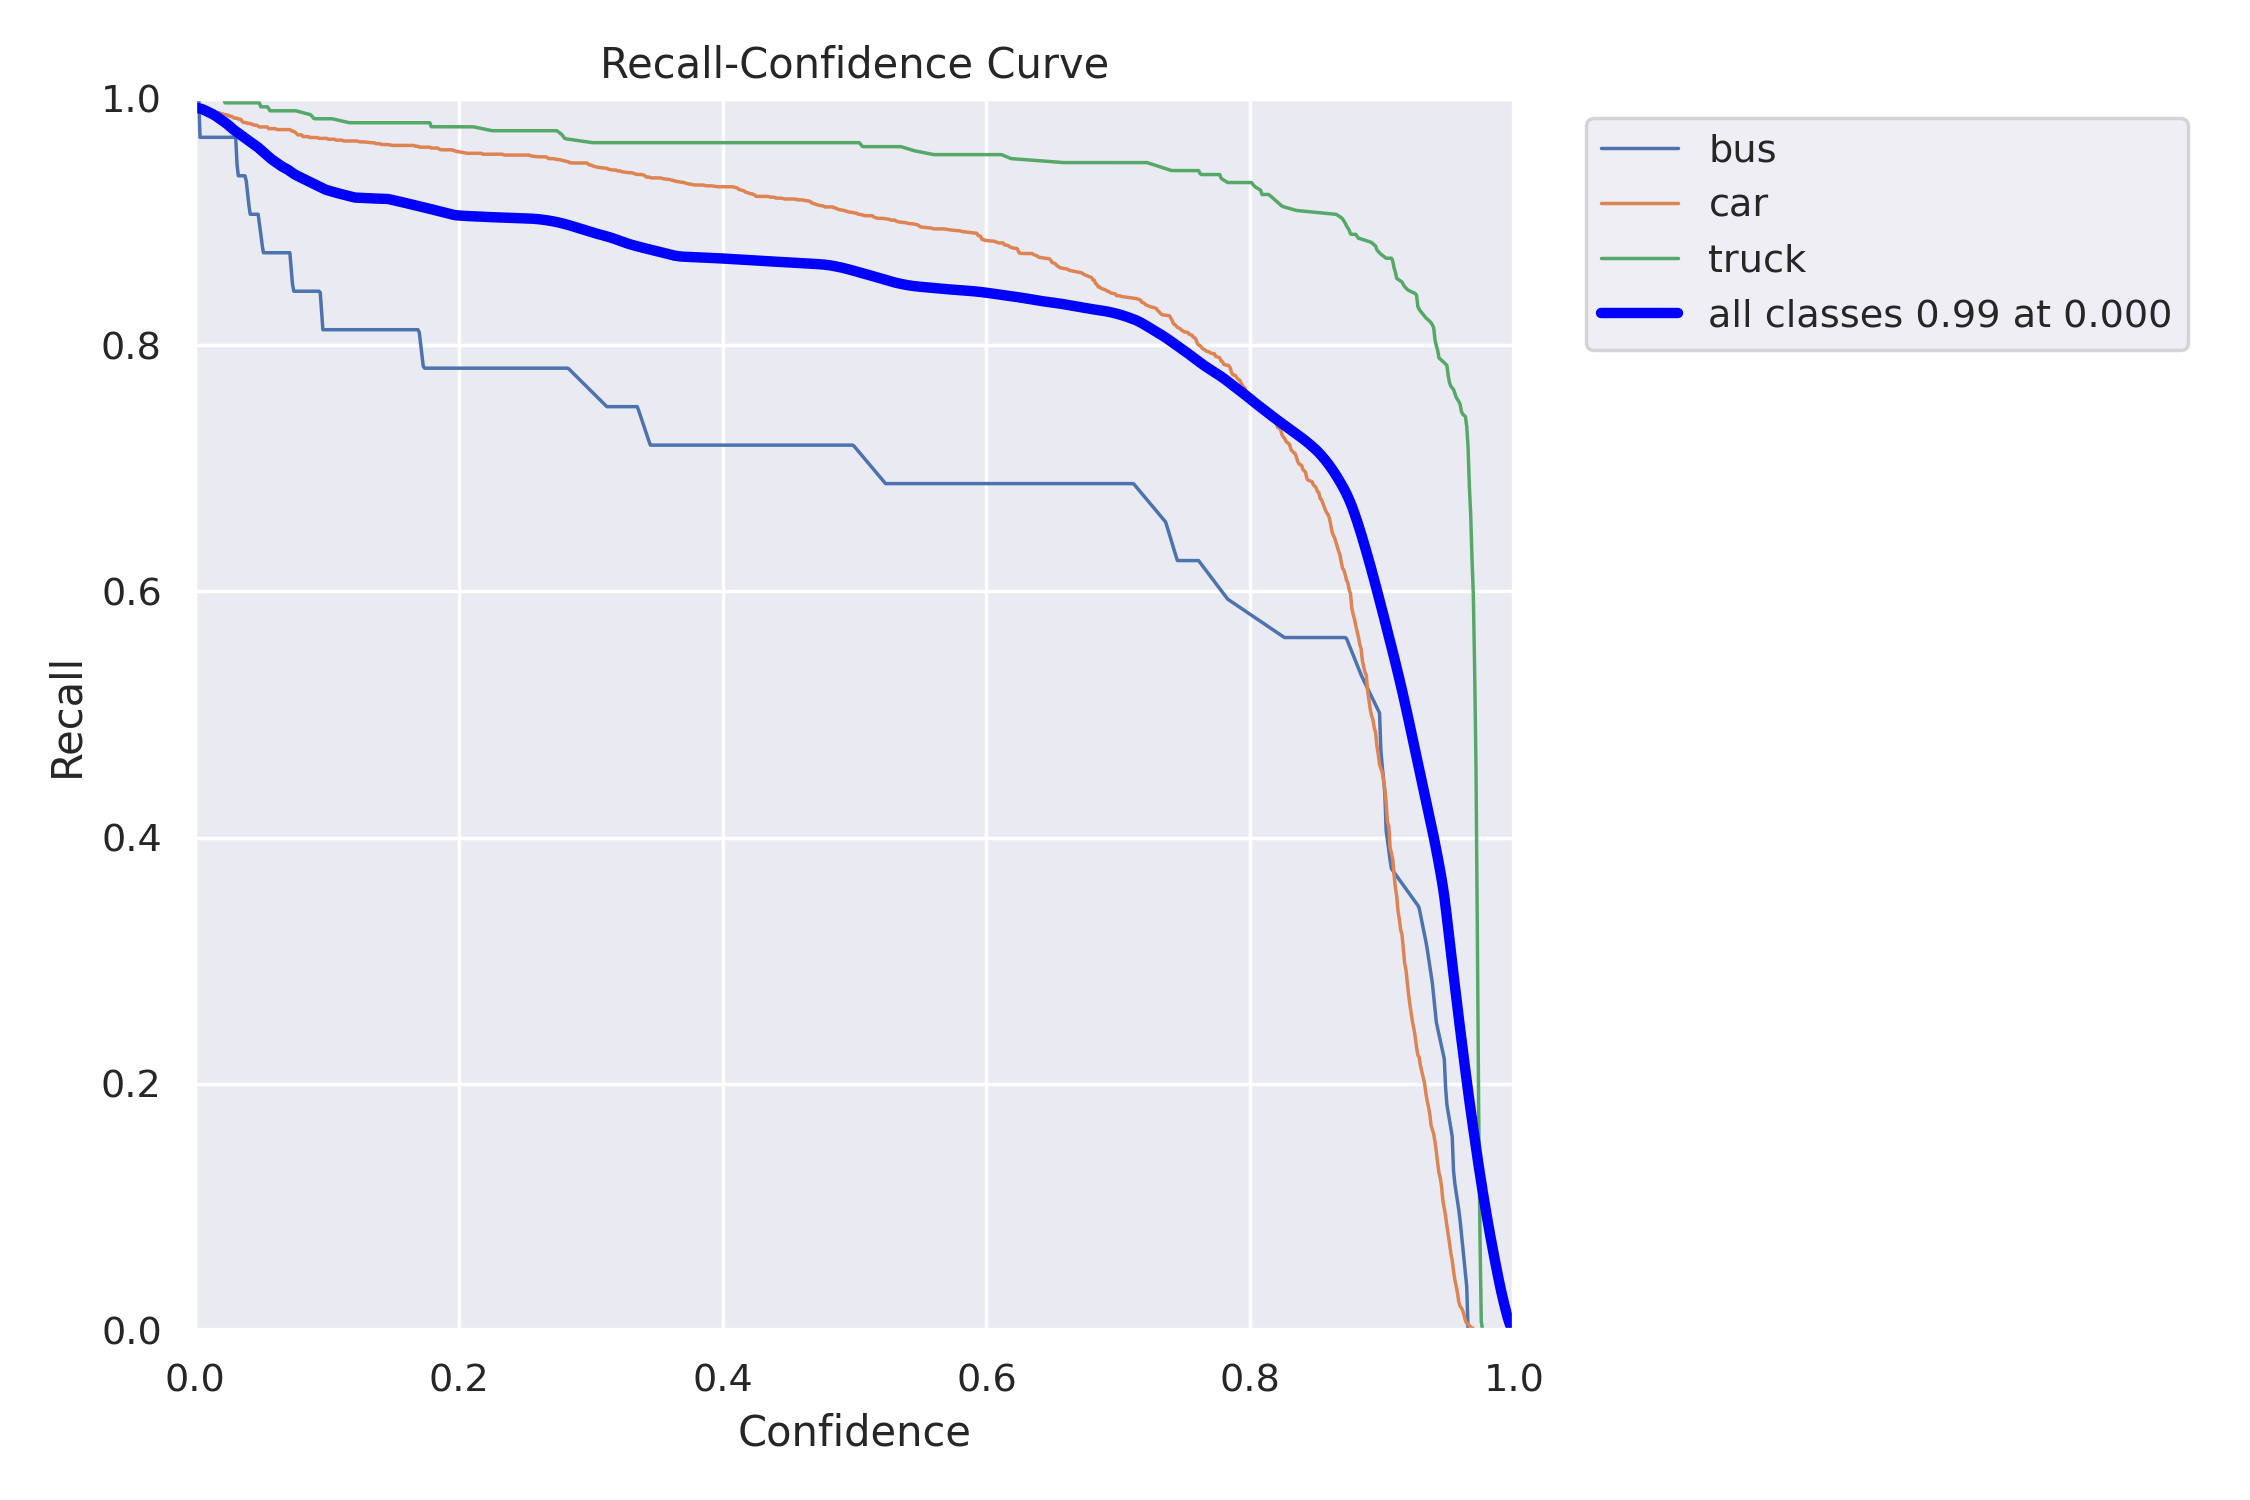 Recall-Confidence Curve
1.0
0.8
0.6
0.4
0.2
0.0
Recall
0.0 0.2 0.4 0.6 0.8 1.0
Confidence
bus
car
truck
all classes 0.99 at 0.000